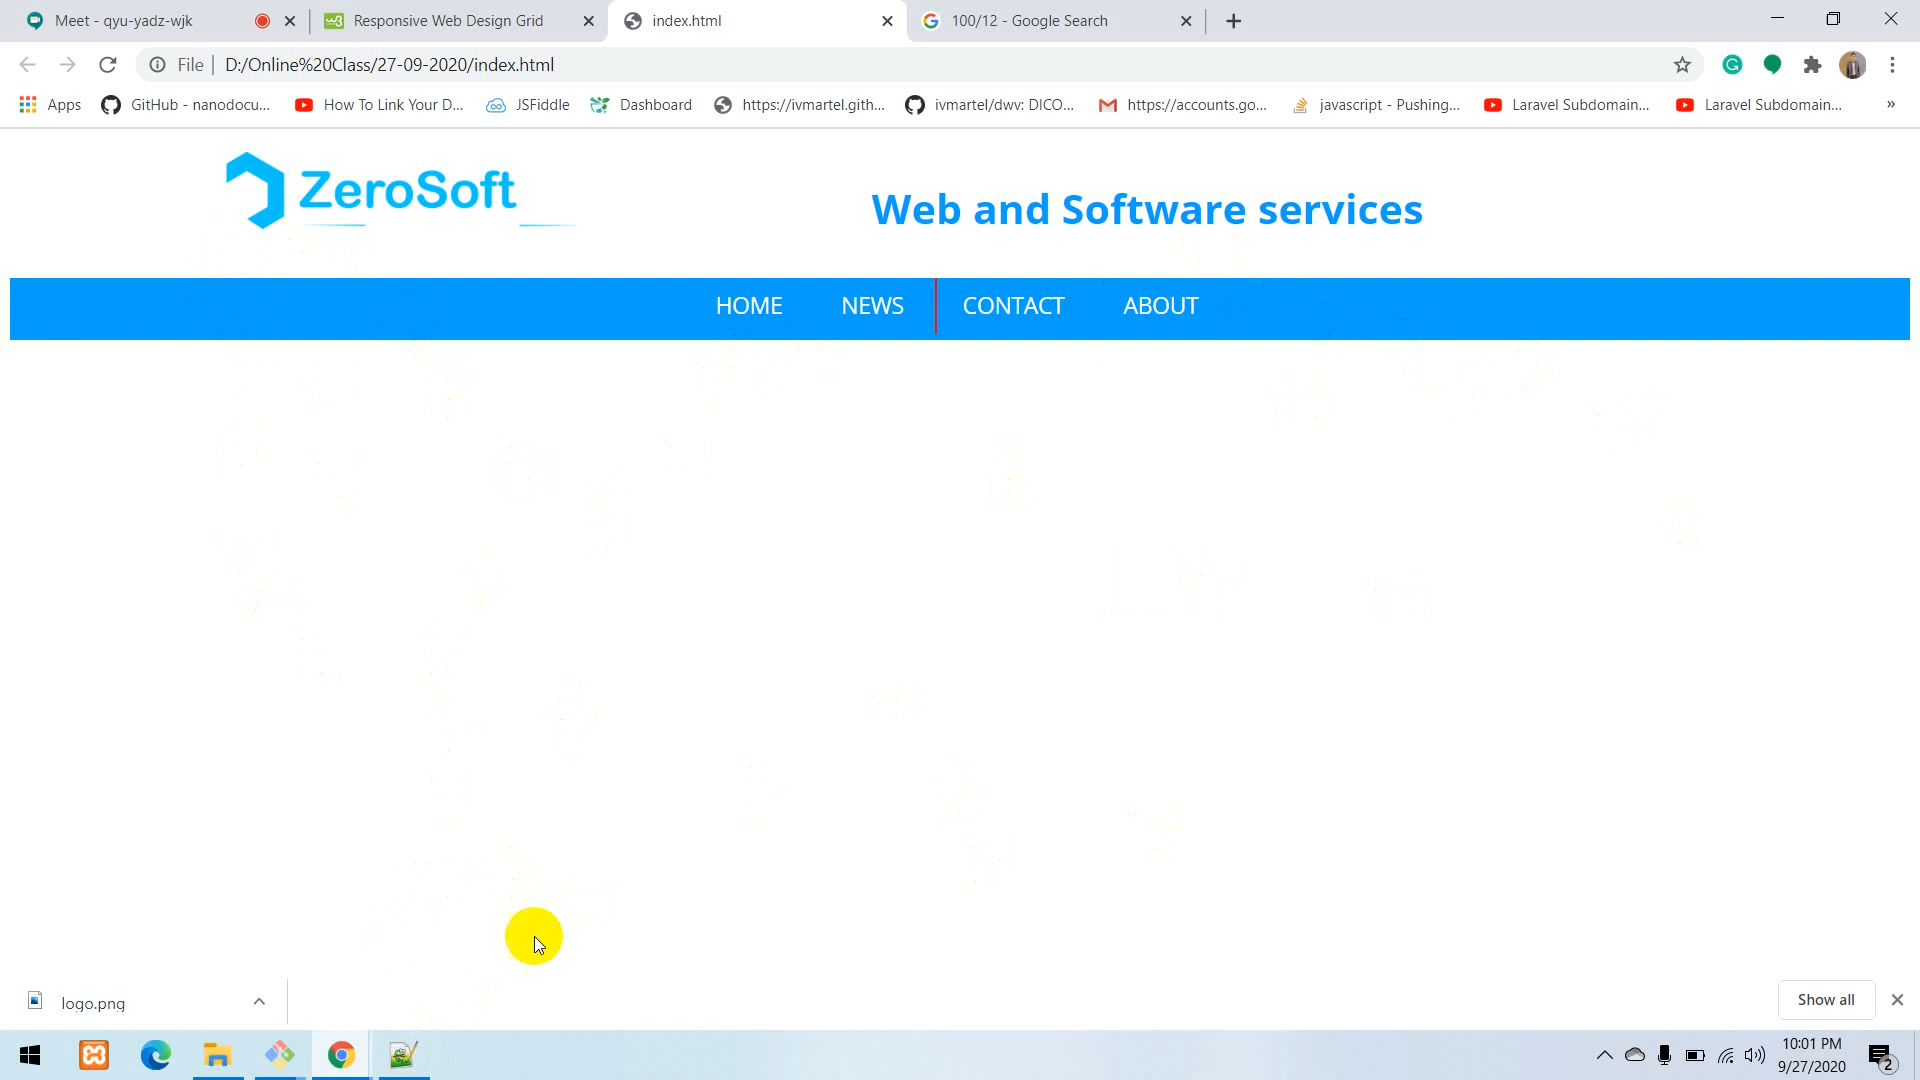 Meet - qyu-yadz-wjk
Responsive Web Design Grid
index.html
100/12 - Google Search
File
D:/Online%20Class/27-09-2020/index.html
Apps
GitHub - nanodocu...
How To Link Your D...
JSFiddle
Dashboard
https://ivmartel.gith...
ivmartel/dwv: DICO...
https://accounts.go...
javascript - Pushing...
Laravel Subdomain...
Laravel Subdomain...
»
ZeroSoft
Web and Software services
HOME NEWS CONTACT ABOUT
logo.png
Show all
10:01 PM
9/27/2020
2